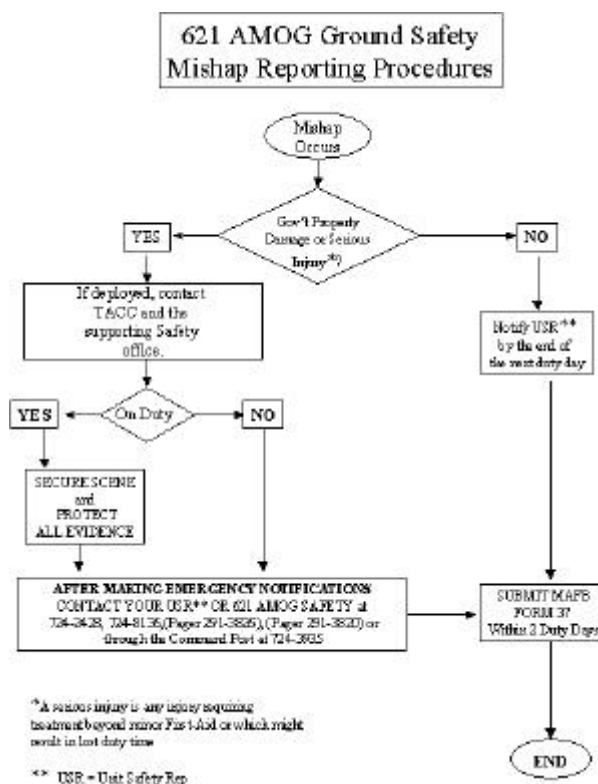 621 AMOG Ground Safety
Mishap Reporting Procedures
Mishap
Occurs
Gov't Property
Damage or Serious
Injury*?
YES
NO
If deployed, contact
TACC and the
supporting Safety
office.
Notify USR**
by the end of
the next duty day
YES
On Duty
NO
SECURE SCENE
and
PROTECT
ALL EVIDENCE
AFTER MAKING EMERGENCY NOTIFICATIONS
CONTACT YOUR USR** OR 621 AMOG SAFETY at
(Pager (Pager or
through the Command Post at
SUBMIT MAFB
FORM 37
Within 2 Duty Days
*A serious injury is any injury requiring
treatment beyond minor First-Aid or which might
result in lost duty time
** USR = Unit Safety Rep
END